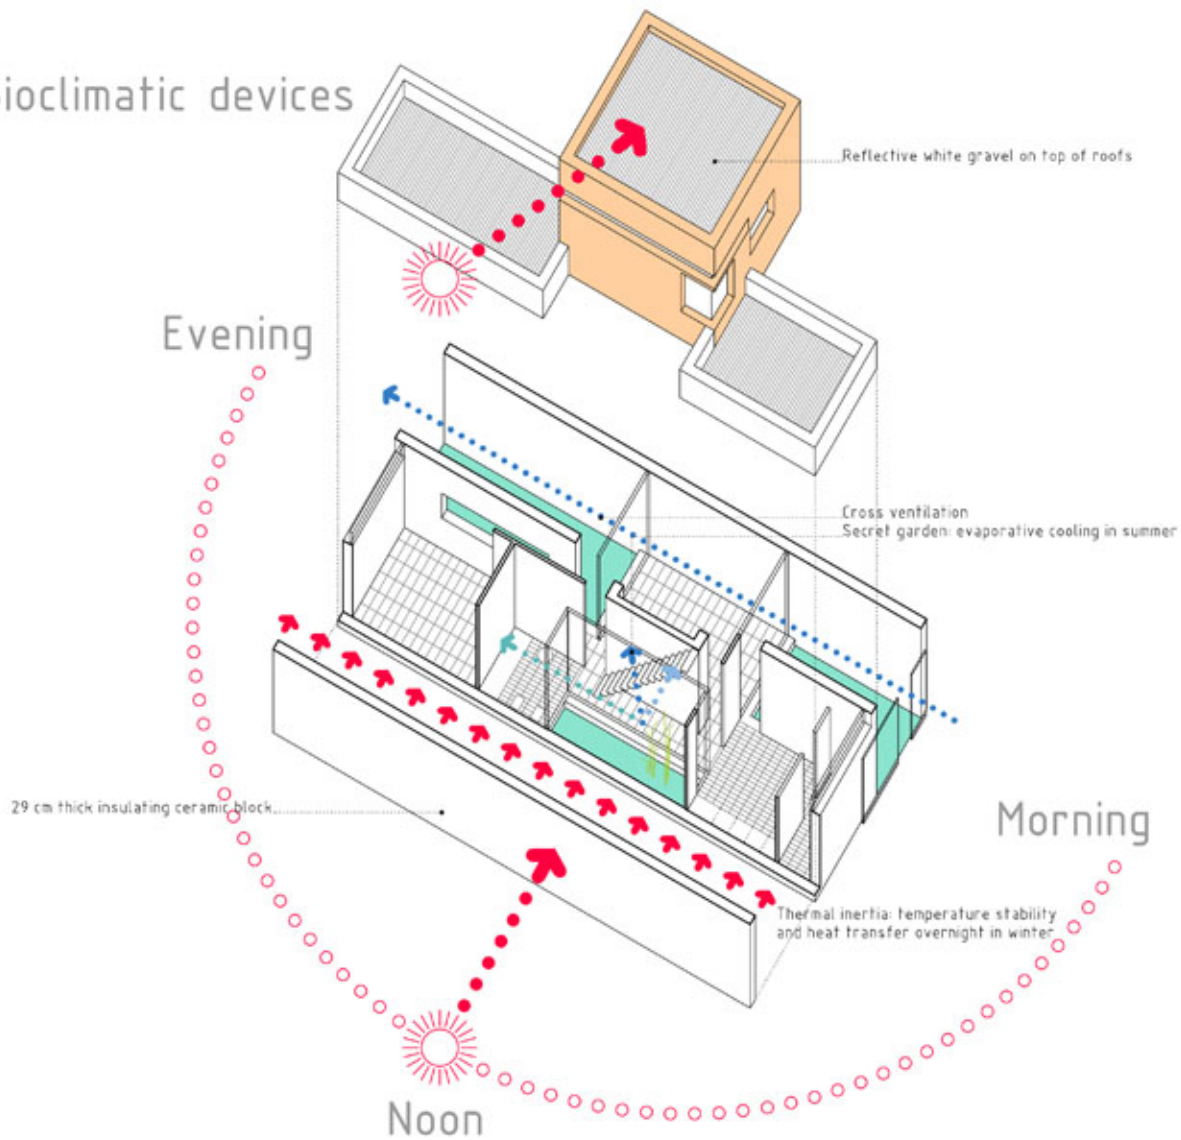 ioclimatic devices
Reflective white gravel on top of roofs
Evening
Cross ventilation
Secret garden: evaporative cooling in summer
29 cm thick insulating ceramic block
Morning
Thermal inertia: temperature stability
and heat transfer overnight in winter
Noon